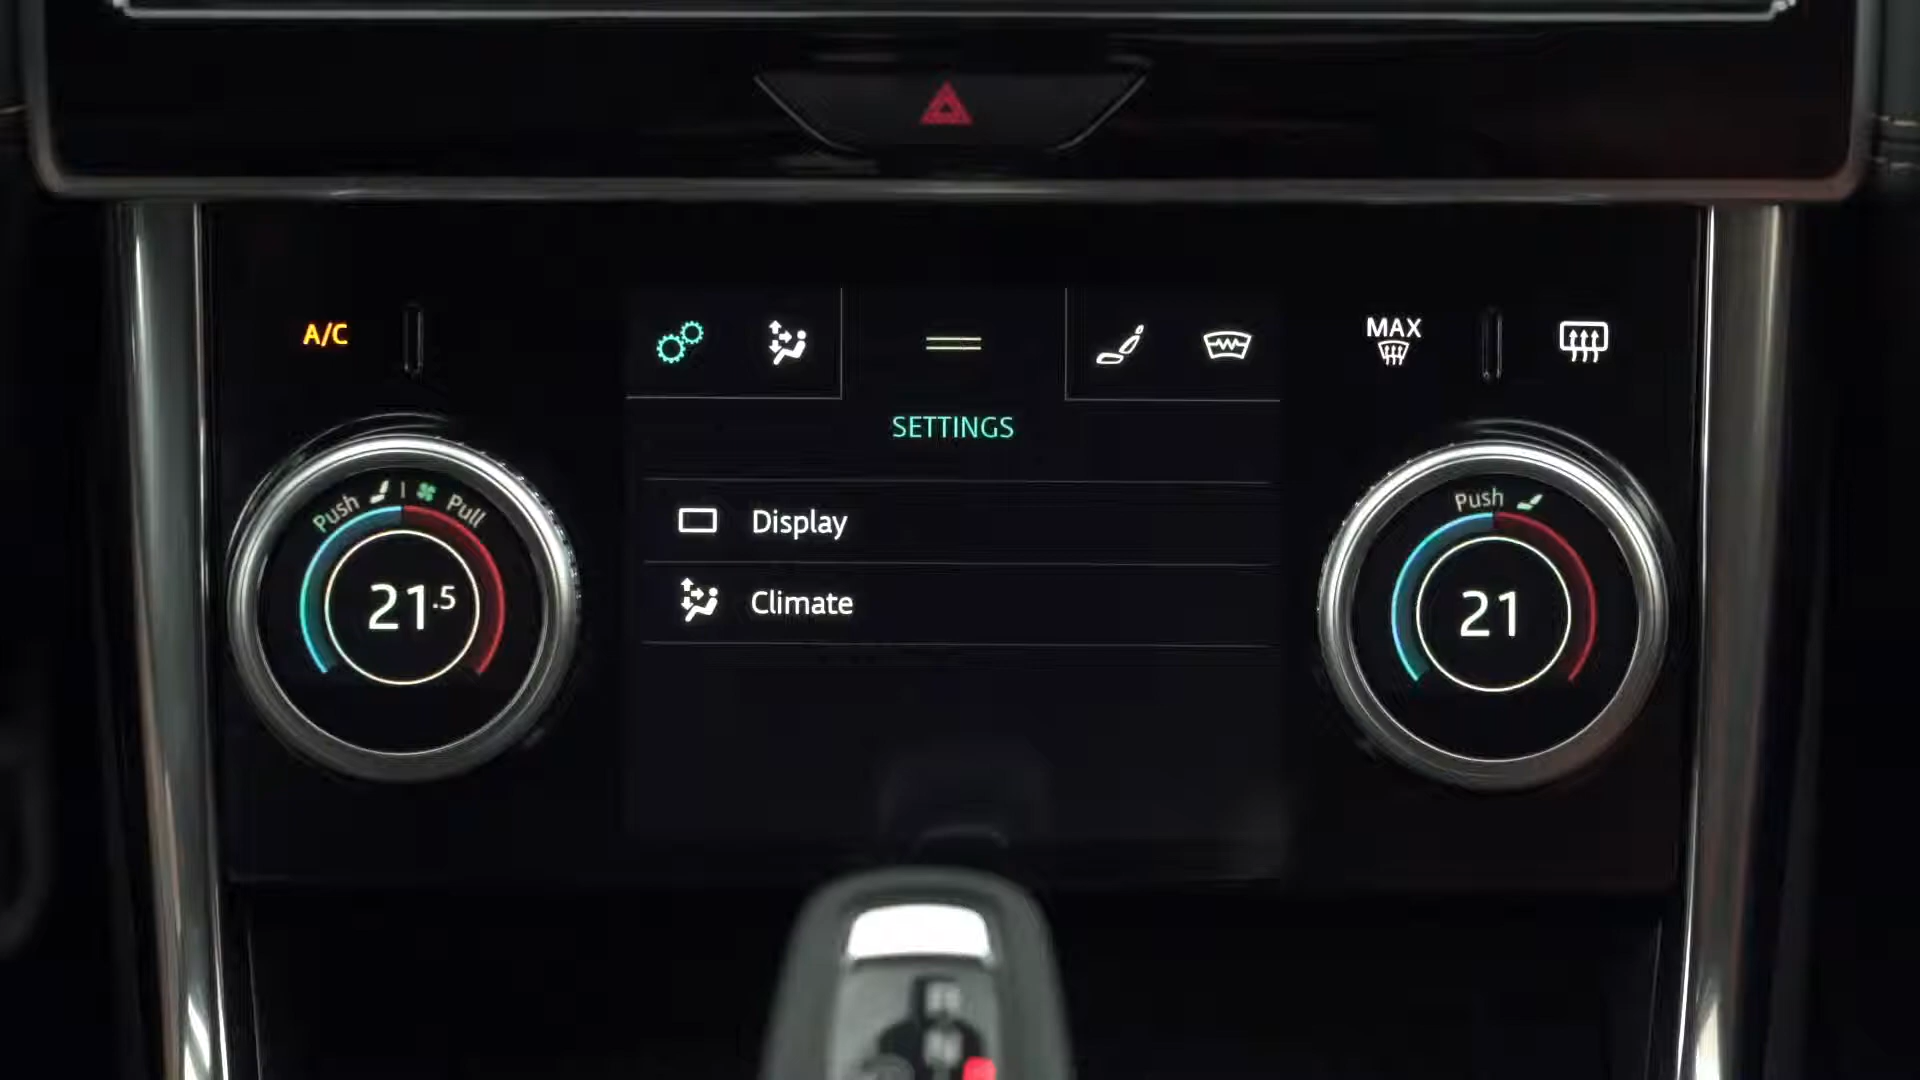 A/C
MAX
SETTINGS
Push Pull
Push
Display
21.5
21
Climate